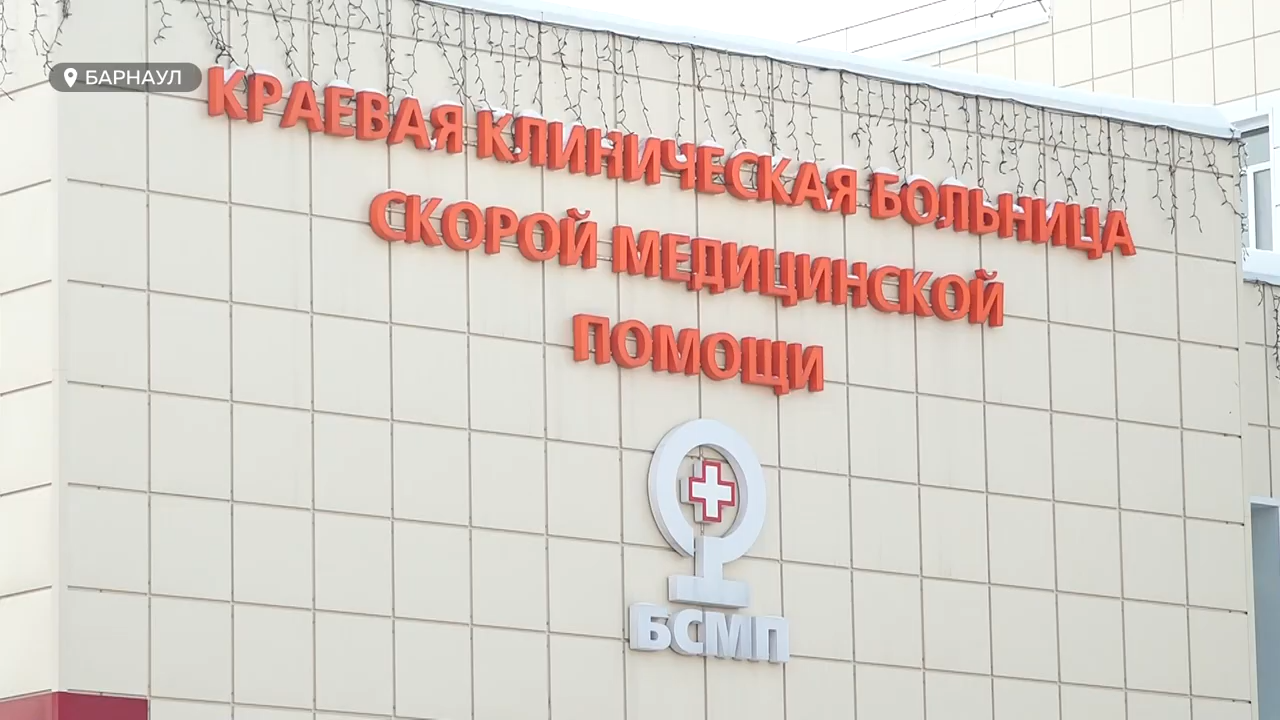 БАРНАУЛ
КРАЕВАЯ КЛИНИЧЕСКАЯ БОЛЬНИЦА
СКОРОЙ МЕДИЦИНСКОЙ
ПОМОЩИ
БСМП